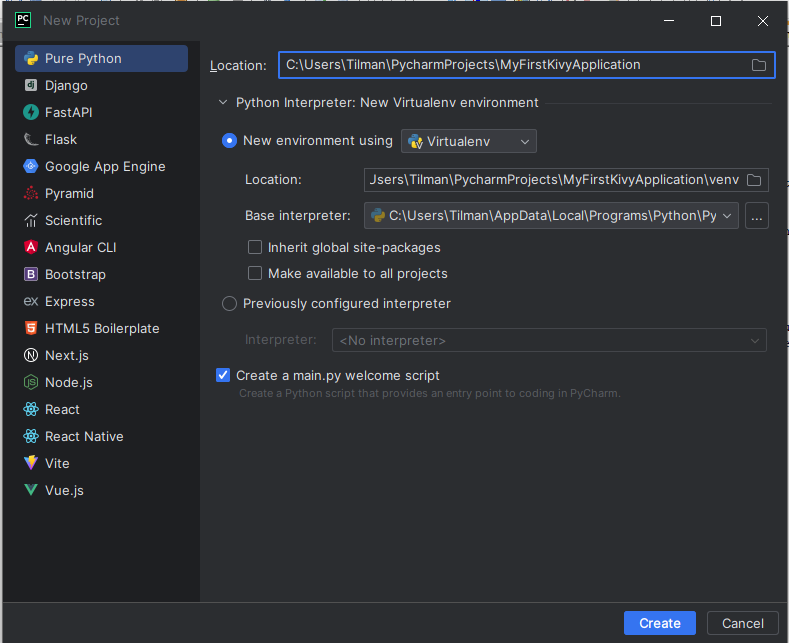 PC New Project
Pure Python
Django
FastAPI
Flask
Google App Engine
Pyramid
Scientific
Angular CLI
Bootstrap
Express
HTML5 Boilerplate
Next.js
Node.js
React
React Native
Vite
Vue.js
Location: C:\Users\Tilman\PycharmProjects\MyFirstKivyApplication
Python Interpreter: New Virtualenv environment
New environment using Virtualenv
Location: Jsers\Tilman\PycharmProjects\MyFirstKivyApplication\venv
Base interpreter: C:\Users\Tilman\AppData\Local\Programs\Python\Py ...
Inherit global site-packages
Make available to all projects
Previously configured interpreter
Interpreter: <No interpreter>
Create a main.py welcome script
Create a Python script that provides an entry point to coding in PyCharm.
Create Cancel